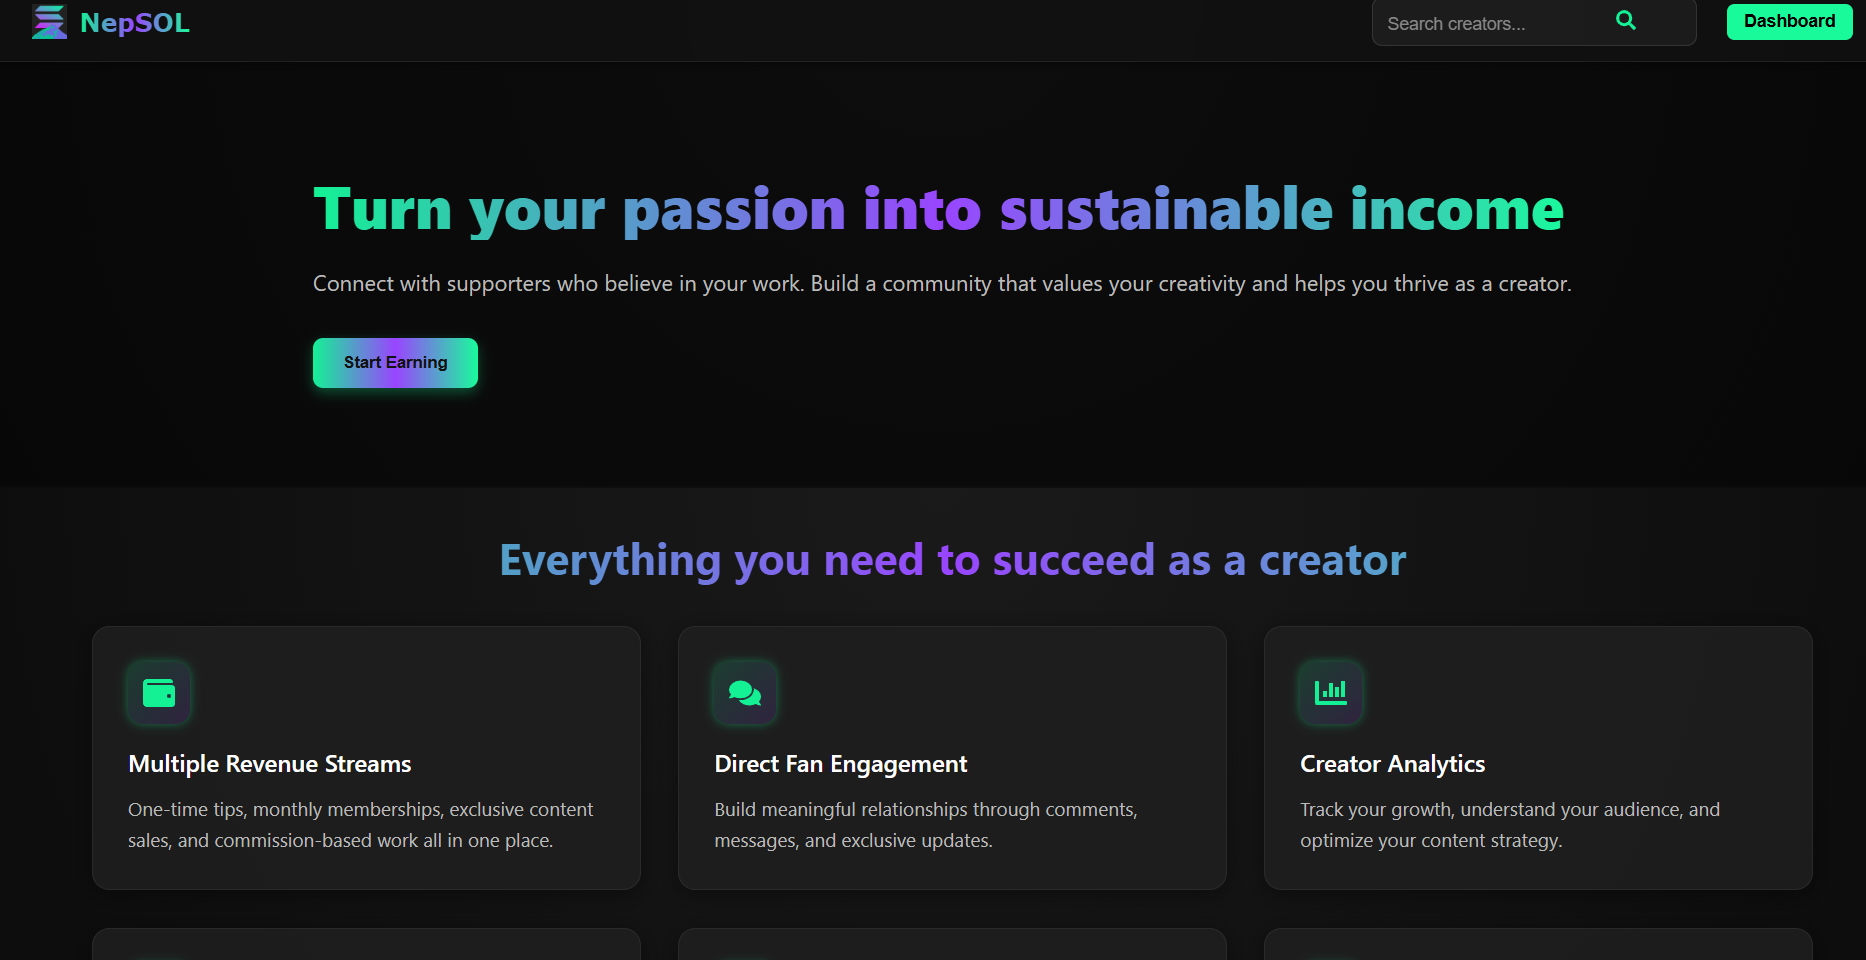 NepSOL
Search creators...
Dashboard
Turn your passion into sustainable income
Connect with supporters who believe in your work. Build a community that values your creativity and helps you thrive as a creator.
Start Earning
Everything you need to succeed as a creator
Multiple Revenue Streams
One-time tips, monthly memberships, exclusive content
sales, and commission-based work all in one place.
Direct Fan Engagement
Build meaningful relationships through comments,
messages, and exclusive updates.
Creator Analytics
Track your growth, understand your audience, and
optimize your content strategy.